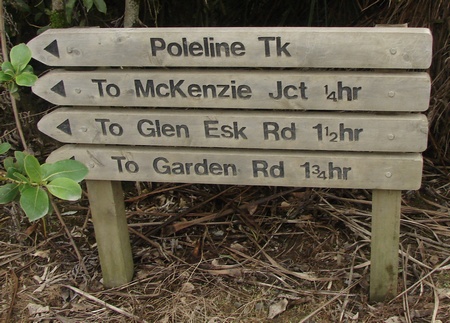 Poleline Tk
To McKenzie Jct ¼hr
To Glen Esk Rd 1½hr
To Garden Rd 1¾hr